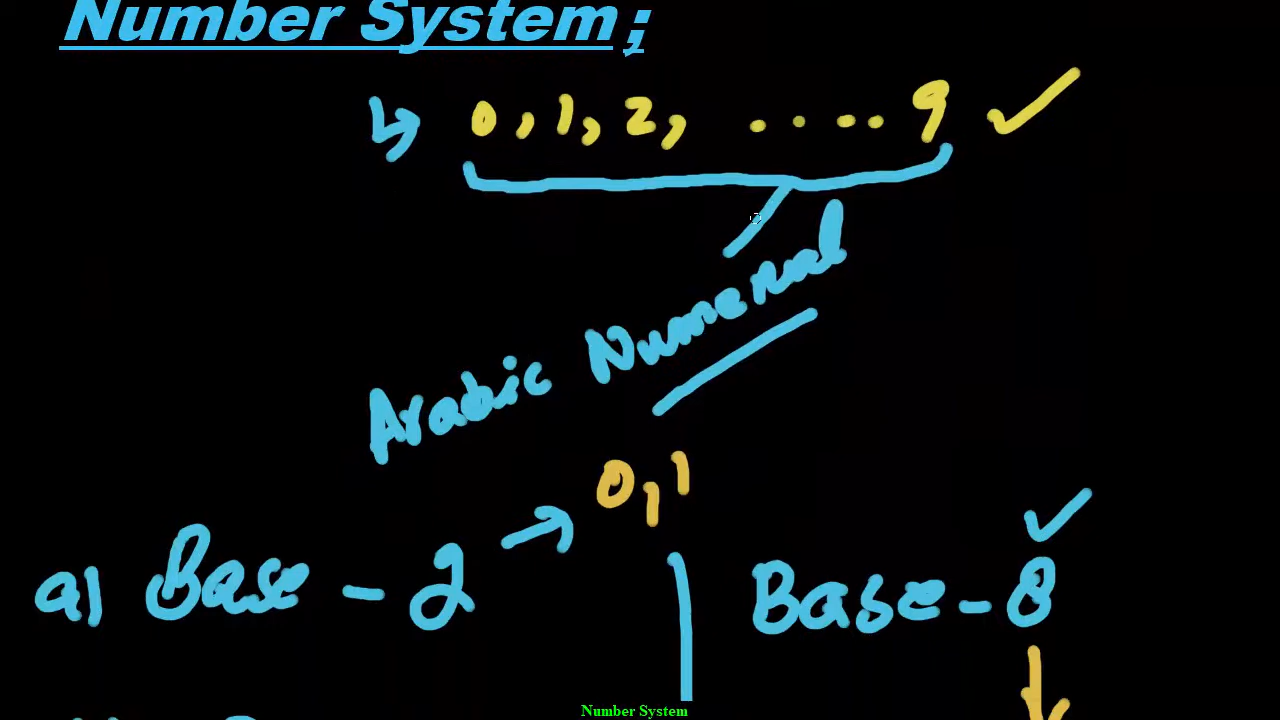 Number System;
↳ 0, 1, 2, .... 9 ✓
Arabic Numeral
0, 1
a) Base - 2 → | Base - 8 ✓
Number System